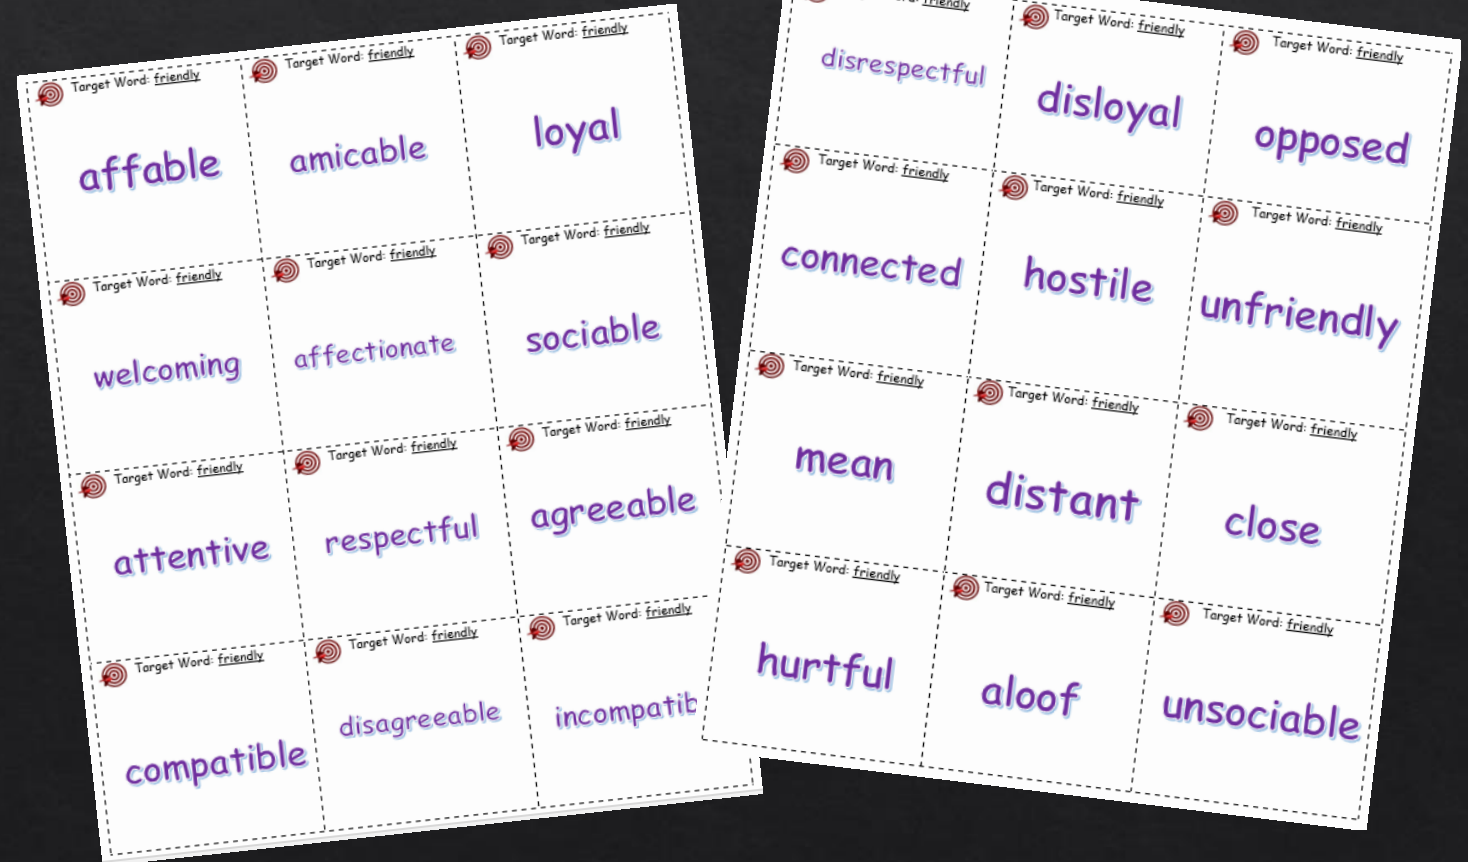 Target Word: friendly
affable
Target Word: friendly
amicable
Target Word: friendly
loyal
Target Word: friendly
welcoming
Target Word: friendly
affectionate
Target Word: friendly
sociable
Target Word: friendly
attentive
Target Word: friendly
respectful
Target Word: friendly
agreeable
Target Word: friendly
compatible
Target Word: friendly
disagreeable
Target Word: friendly
incompatib
friendly
disrespectful
Target Word: friendly
disloyal
Target Word: friendly
opposed
Target Word: friendly
connected
Target Word: friendly
hostile
Target Word: friendly
unfriendly
Target Word: friendly
mean
Target Word: friendly
distant
Target Word: friendly
close
Target Word: friendly
hurtful
Target Word: friendly
aloof
Target Word: friendly
unsociable